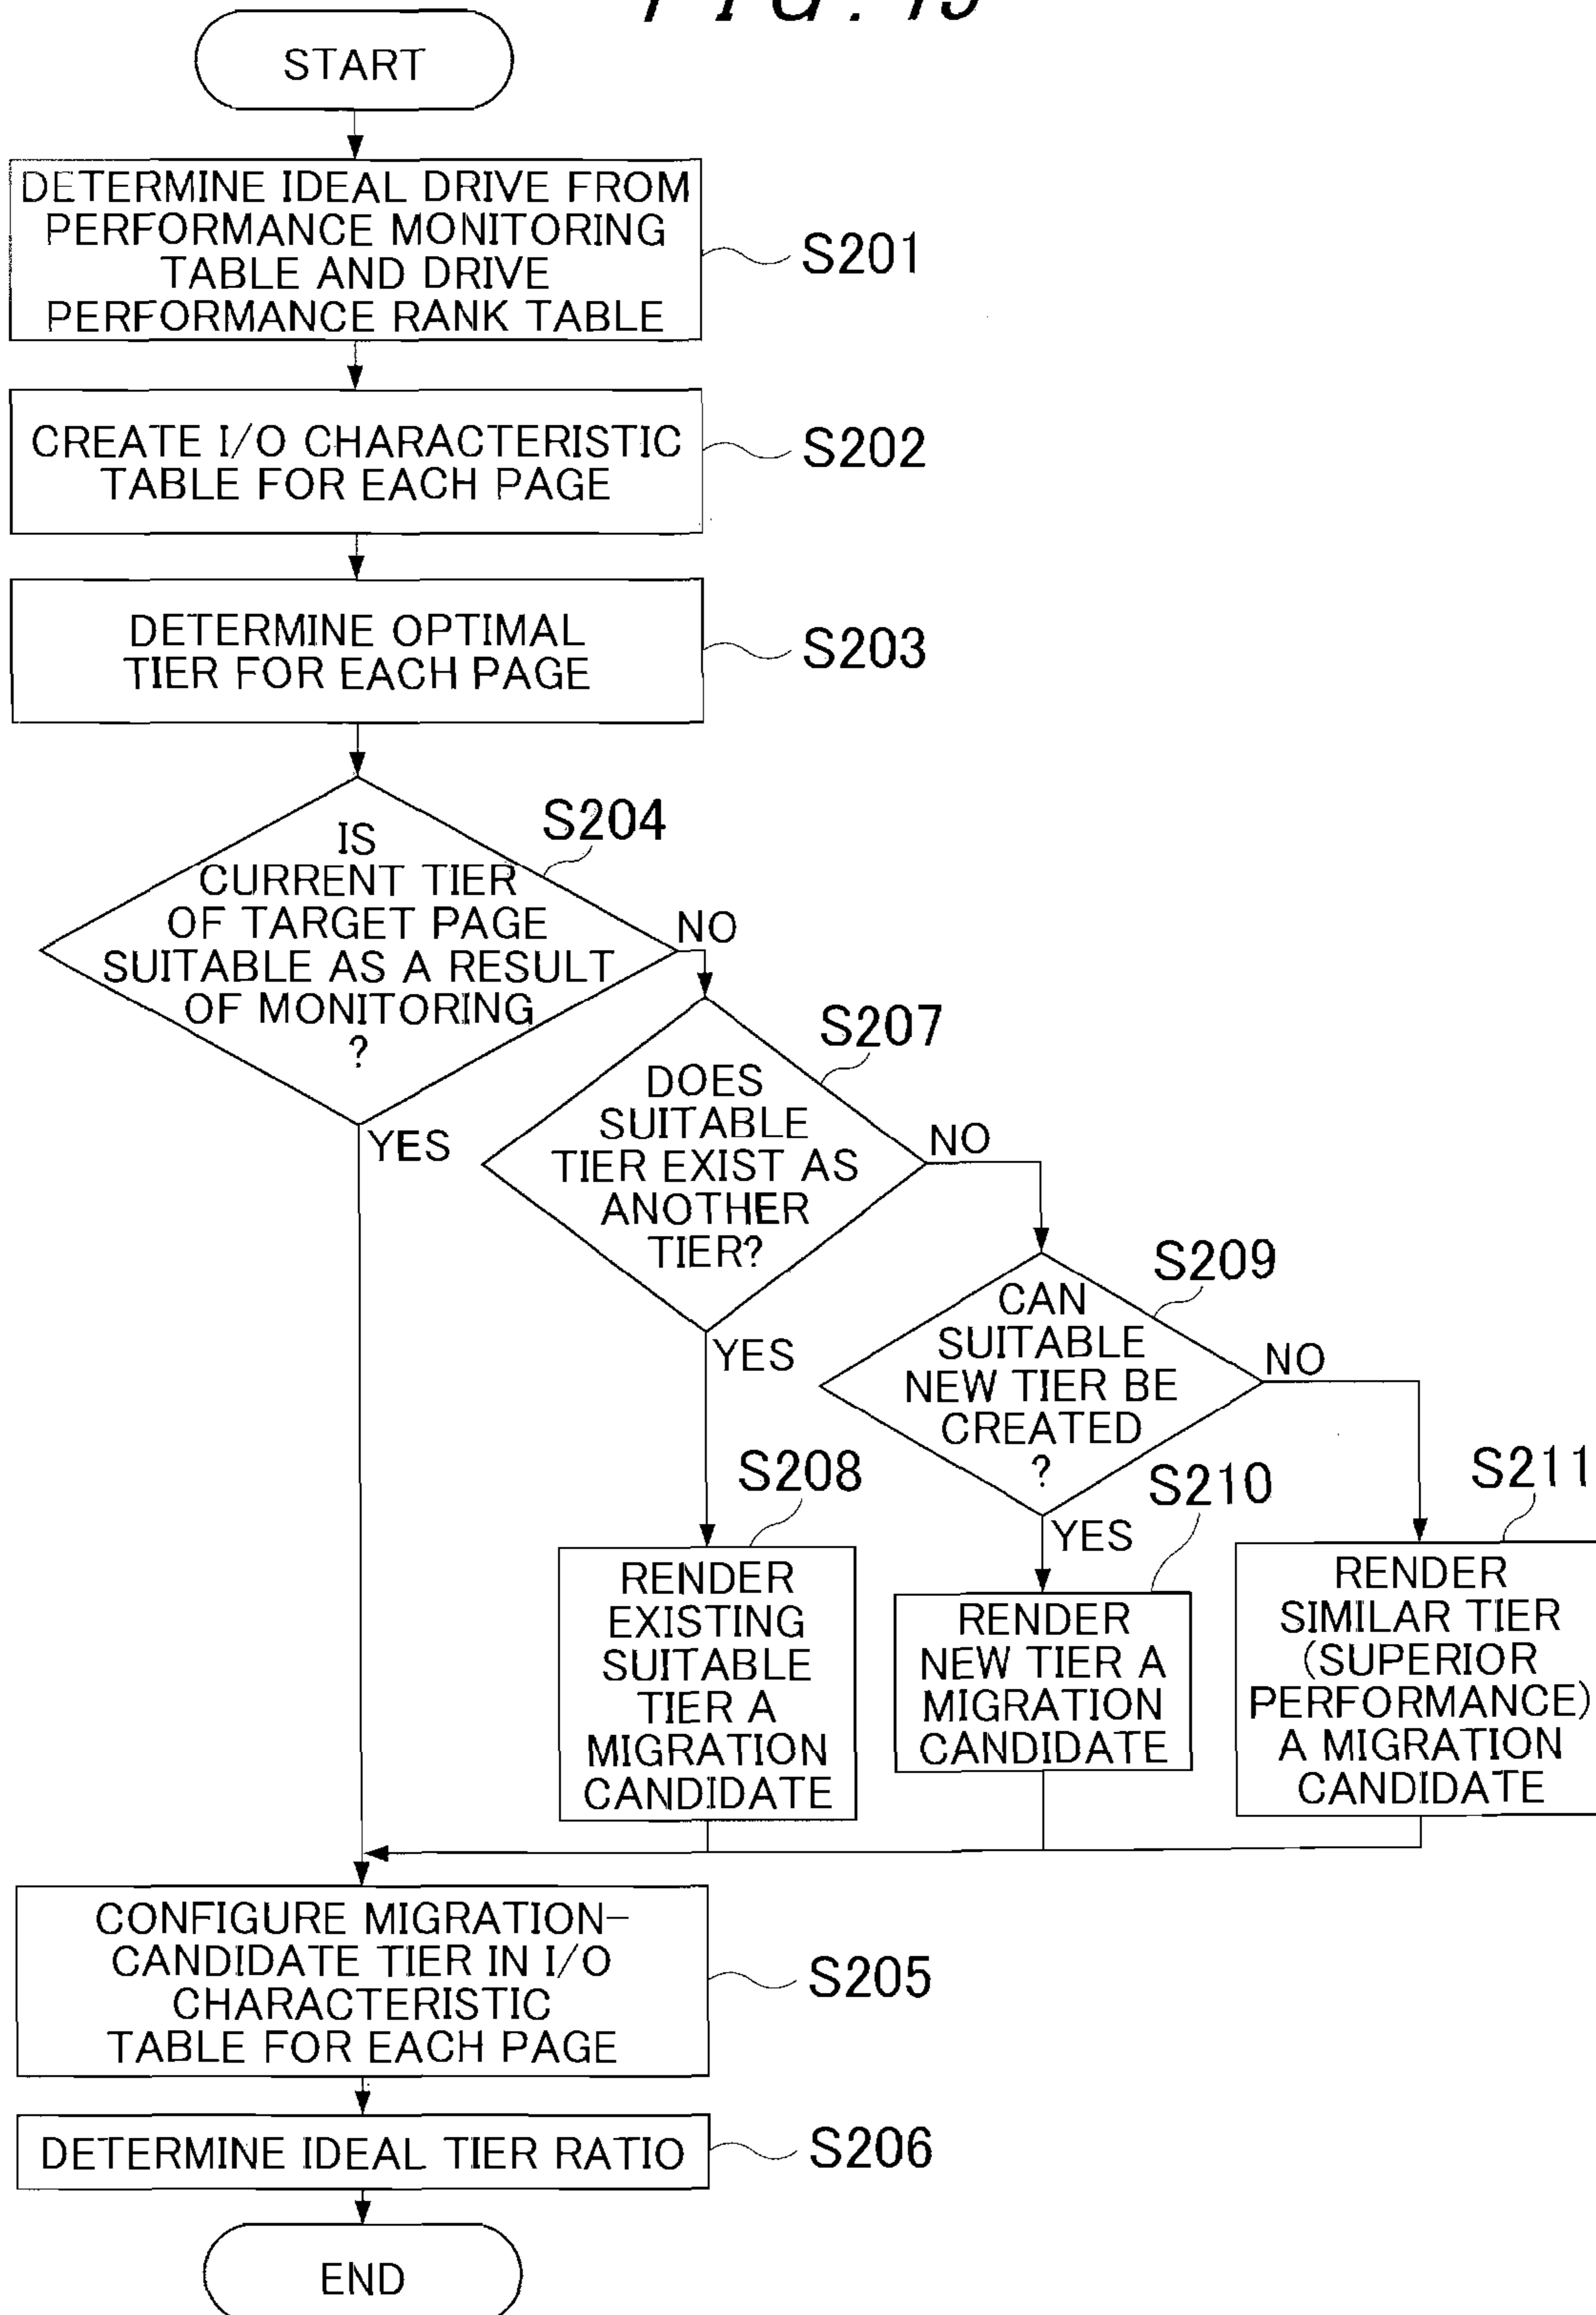 FIG.
START
DETERMINE IDEAL DRIVE FROM
PERFORMANCE MONITORING
TABLE AND DRIVE
PERFORMANCE RANK TABLE
S201
CREATE I/O CHARACTERISTIC
TABLE FOR EACH PAGE
S202
DETERMINE OPTIMAL
TIER FOR EACH PAGE
S203
S204
IS
CURRENT TIER
OF TARGET PAGE
SUITABLE AS A RESULT
OF MONITORING
?
NO
YES
S207
DOES
SUITABLE
TIER EXIST AS
ANOTHER
TIER?
NO
YES
S209
CAN
SUITABLE
NEW TIER BE
CREATED
?
NO
YES
S208
RENDER
EXISTING
SUITABLE
TIER A
MIGRATION
CANDIDATE
S210
RENDER
NEW TIER A
MIGRATION
CANDIDATE
S211
RENDER
SIMILAR TIER
(SUPERIOR
PERFORMANCE)
A MIGRATION
CANDIDATE
CONFIGURE MIGRATION-
CANDIDATE TIER IN I/O
CHARACTERISTIC
TABLE FOR EACH PAGE
S205
DETERMINE IDEAL TIER RATIO
S206
END